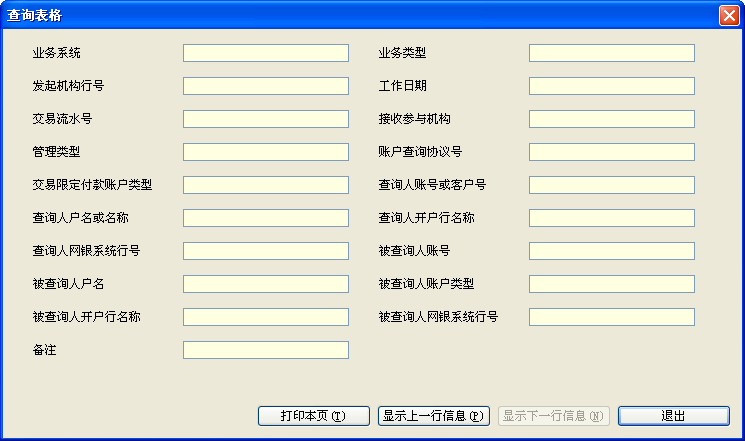 查询表格
业务系统 业务类型
发起机构行号 工作日期
交易流水号 接收参与机构
管理类型 账户查询协议号
交易限定付款账户类型 查询人账号或客户号
查询人户名或名称 查询人开户行名称
查询人网银系统行号 被查询人账号
被查询人户名 被查询人账户类型
被查询人开户行名称 被查询人网银系统行号
备注
打印本页(T) 显示上一行信息(P) 显示下一行信息(N) 退出